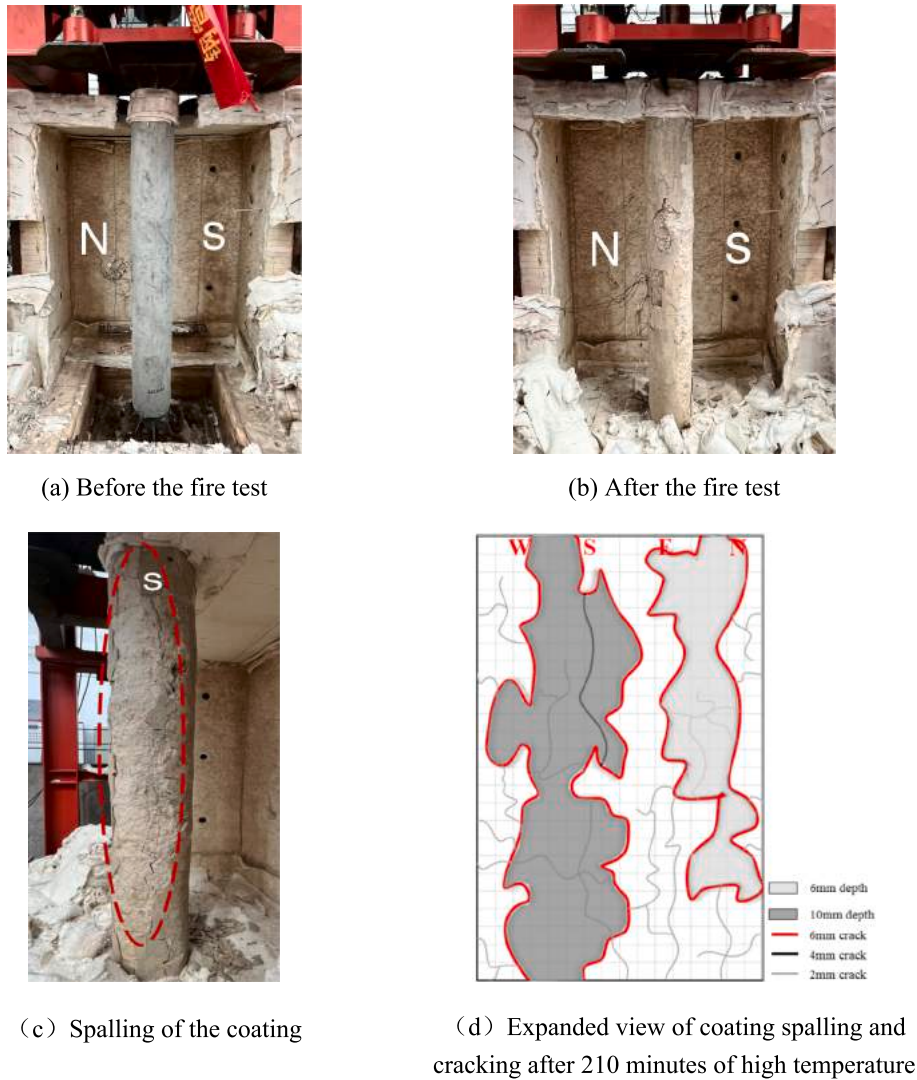 N
S
(a) Before the fire test
N
S
(b) After the fire test
S
（c）Spalling of the coating
W S E N
6mm depth
10mm depth
6mm crack
4mm crack
2mm crack
（d）Expanded view of coating spalling and
cracking after 210 minutes of high temperature